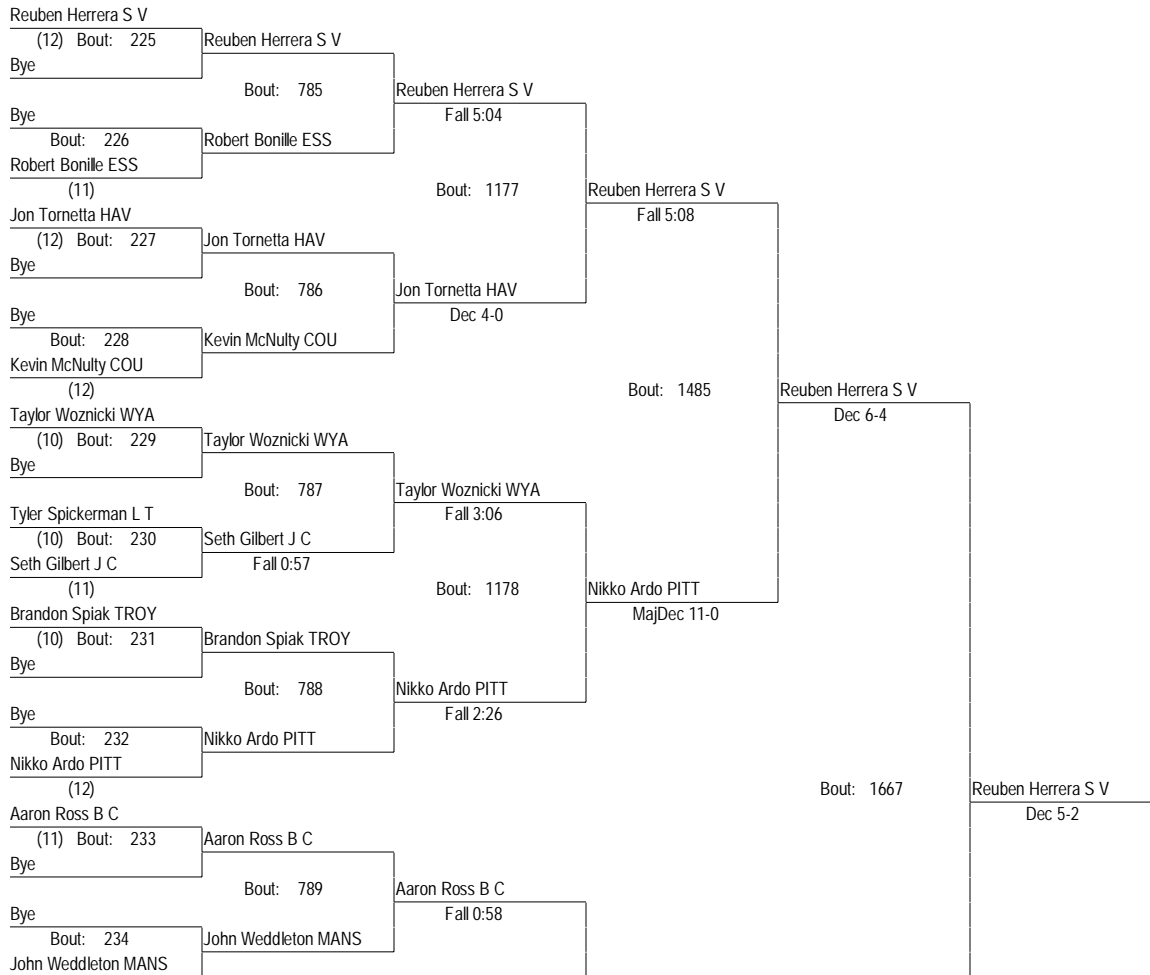 Reuben Herrera S V
(12) Bout: 225 Reuben Herrera S V
Bye
Bout: 785 Reuben Herrera S V
Bye Fall 5:04
Bout: 226 Robert Bonille ESS
Robert Bonille ESS
(11) Bout: 1177 Reuben Herrera S V
Jon Tornetta HAV Fall 5:08
(12) Bout: 227 Jon Tornetta HAV
Bye
Bout: 786 Jon Tornetta HAV
Bye Dec 4-0
Bout: 228 Kevin McNulty COU
Kevin McNulty COU
(12) Bout: 1485 Reuben Herrera S V
Taylor Woznicki WYA Dec 6-4
(10) Bout: 229 Taylor Woznicki WYA
Bye
Bout: 787 Taylor Woznicki WYA
Tyler Spickerman L T Fall 3:06
(10) Bout: 230 Seth Gilbert J C
Seth Gilbert J C Fall 0:57
(11) Bout: 1178 Nikko Ardo PITT
Brandon Spiak TROY MajDec 11-0
(10) Bout: 231 Brandon Spiak TROY
Bye
Bout: 788 Nikko Ardo PITT
Bye Fall 2:26
Bout: 232 Nikko Ardo PITT
Nikko Ardo PITT
(12) Bout: 1667 Reuben Herrera S V
Aaron Ross B C Dec 5-2
(11) Bout: 233 Aaron Ross B C
Bye
Bout: 789 Aaron Ross B C
Bye Fall 0:58
Bout: 234 John Weddleton MANS
John Weddleton MANS